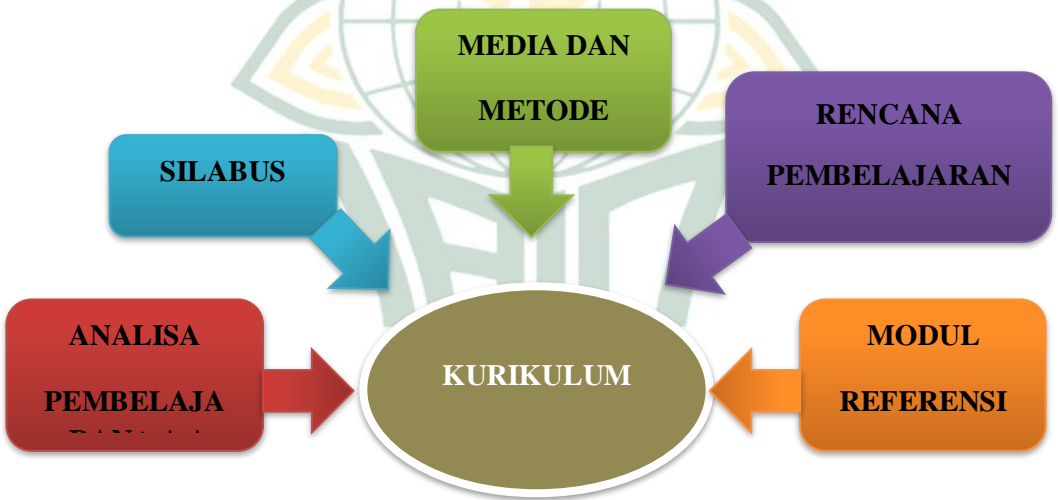 MEDIA DAN
METODE
RENCANA
PEMBELAJARAN
SILABUS
ANALISA
PEMBELAJA
MODUL
REFERENSI
KURIKULUM